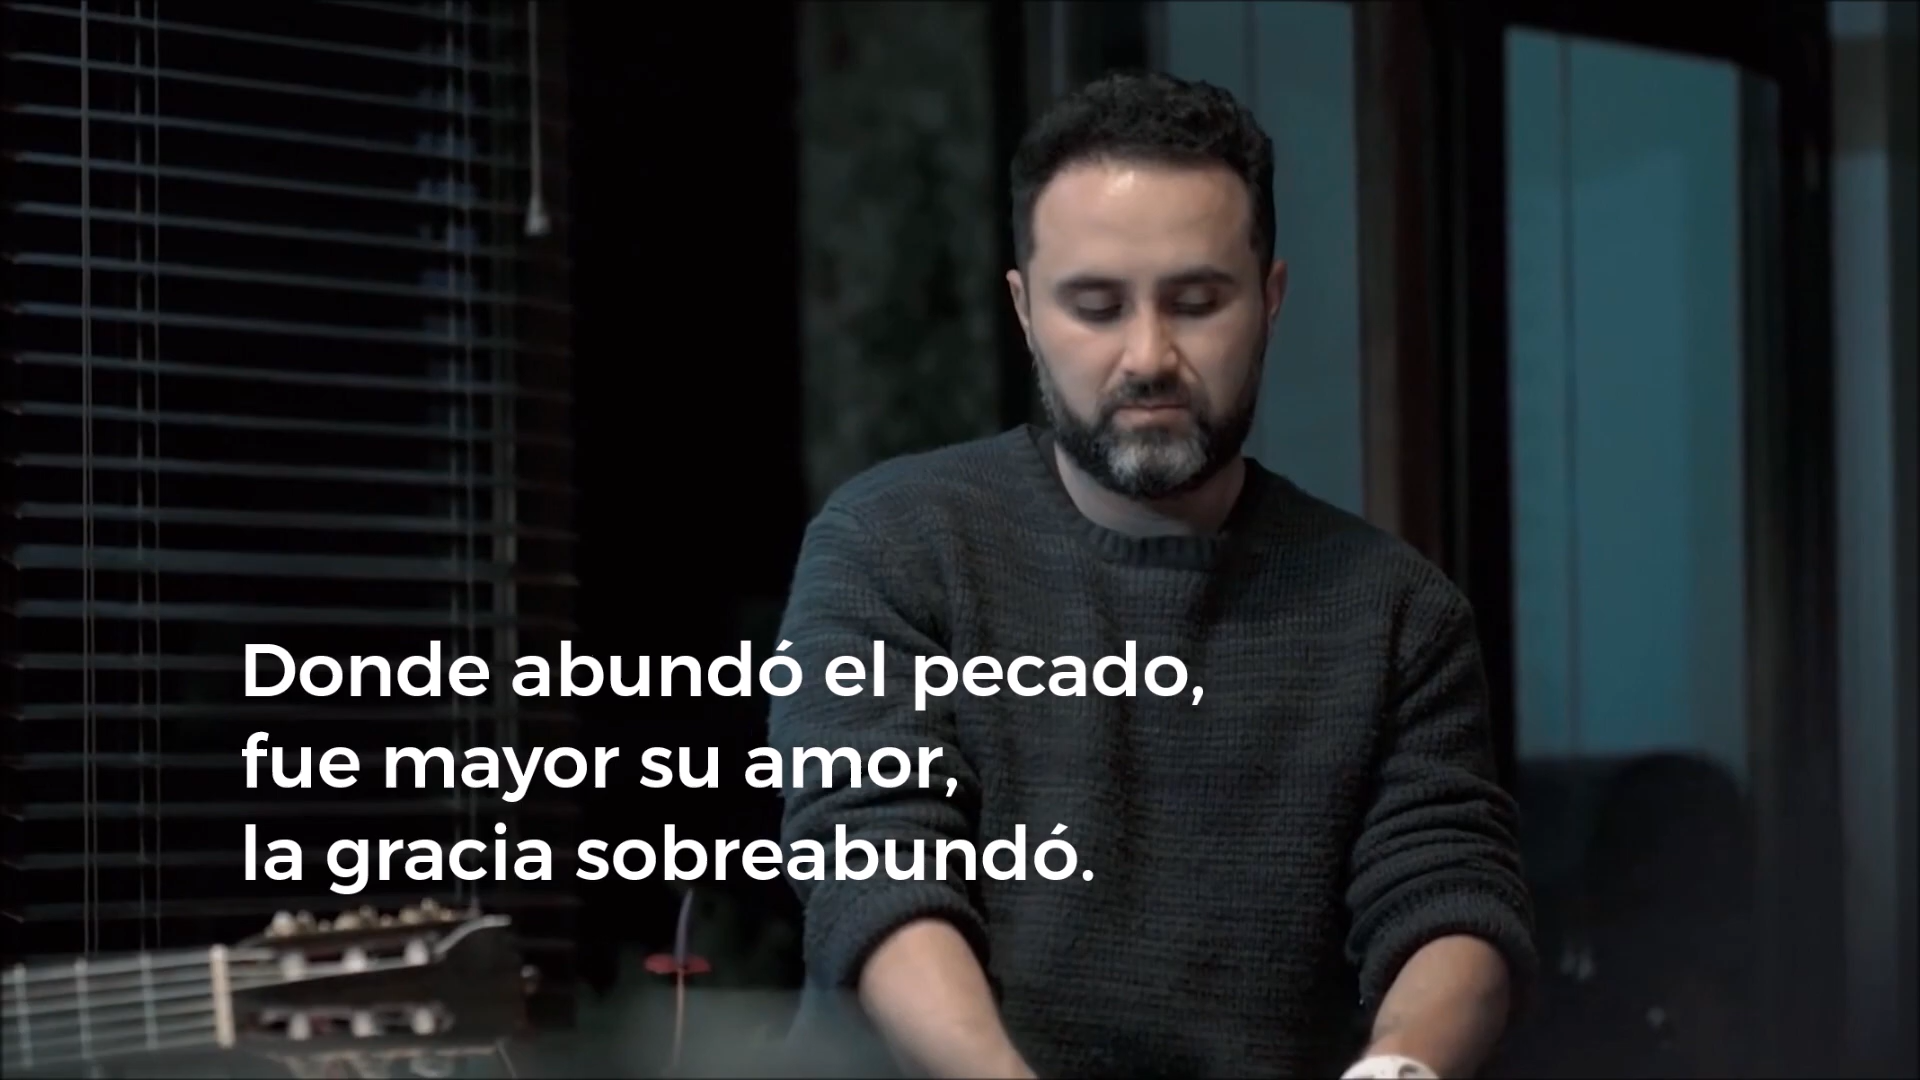 Donde abundó el pecado,
fue mayor su amor,
la gracia sobreabundó.